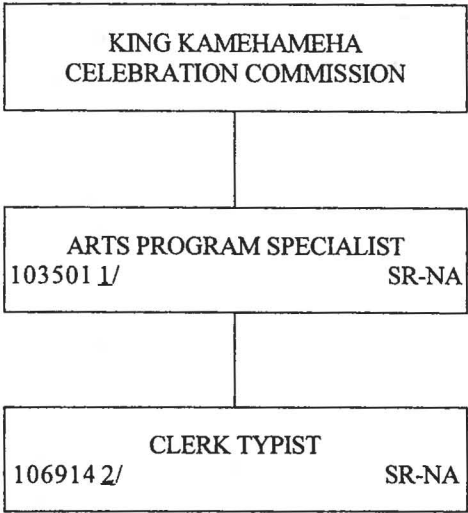 KING KAMEHAMEHA
CELEBRATION COMMISSION
ARTS PROGRAM SPECIALIST
103501 1/ SR-NA
CLERK TYPIST
106914 2/ SR-NA